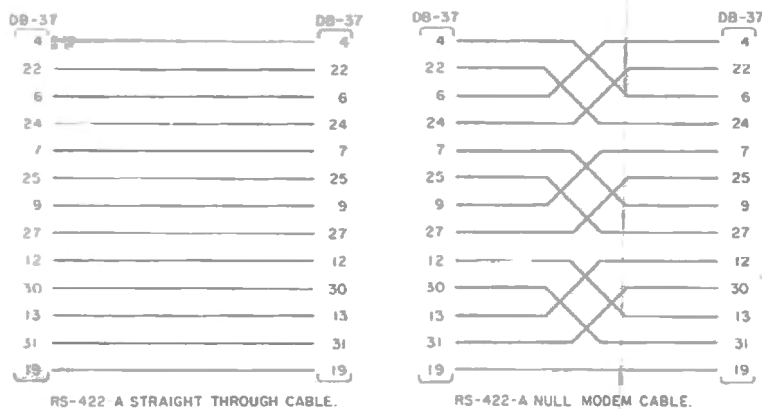 DB-37 DB-37 DB-37 DB-37
4 4 4 4
22 22 22 22
6 6 6 6
24 24 24 24
7 7 7 7
25 25 25 25
9 9 9 9
27 27 27 27
12 12 12 12
30 30 30 30
13 13 13 13
31 31 31 31
19 19 19 19
RS-422 A STRAIGHT THROUGH CABLE. RS-422-A NULL MODEM CABLE.